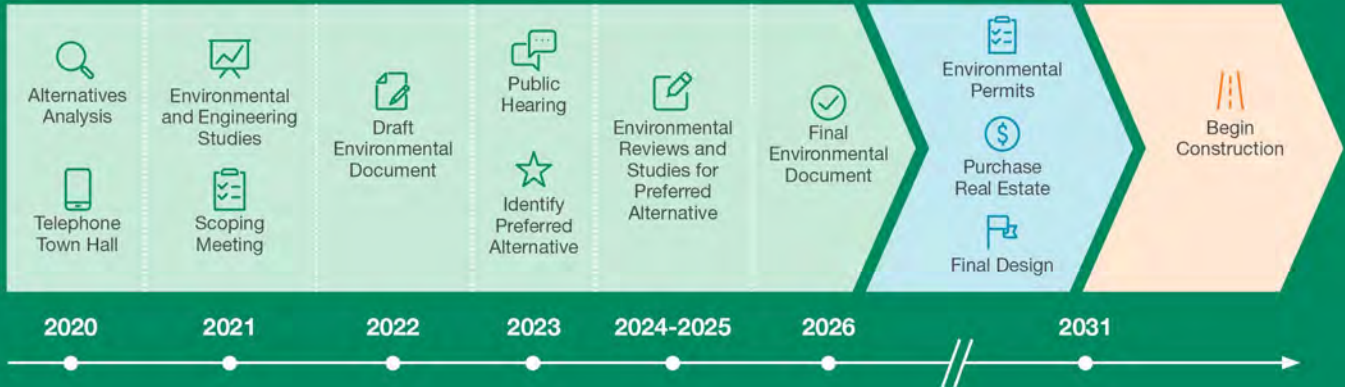 Alternatives
Analysis
Telephone
Town Hall
Environmental
and Engineering
Studies
Scoping
Meeting
Draft
Environmental
Document
Public
Hearing
Identify
Preferred
Alternative
Environmental
Reviews and
Studies for
Preferred
Alternative
Final
Environmental
Document
Environmental
Permits
$
Purchase
Real Estate
Final Design
Begin
Construction
2020
2021
2022
2023
2024-2025
2026
2031